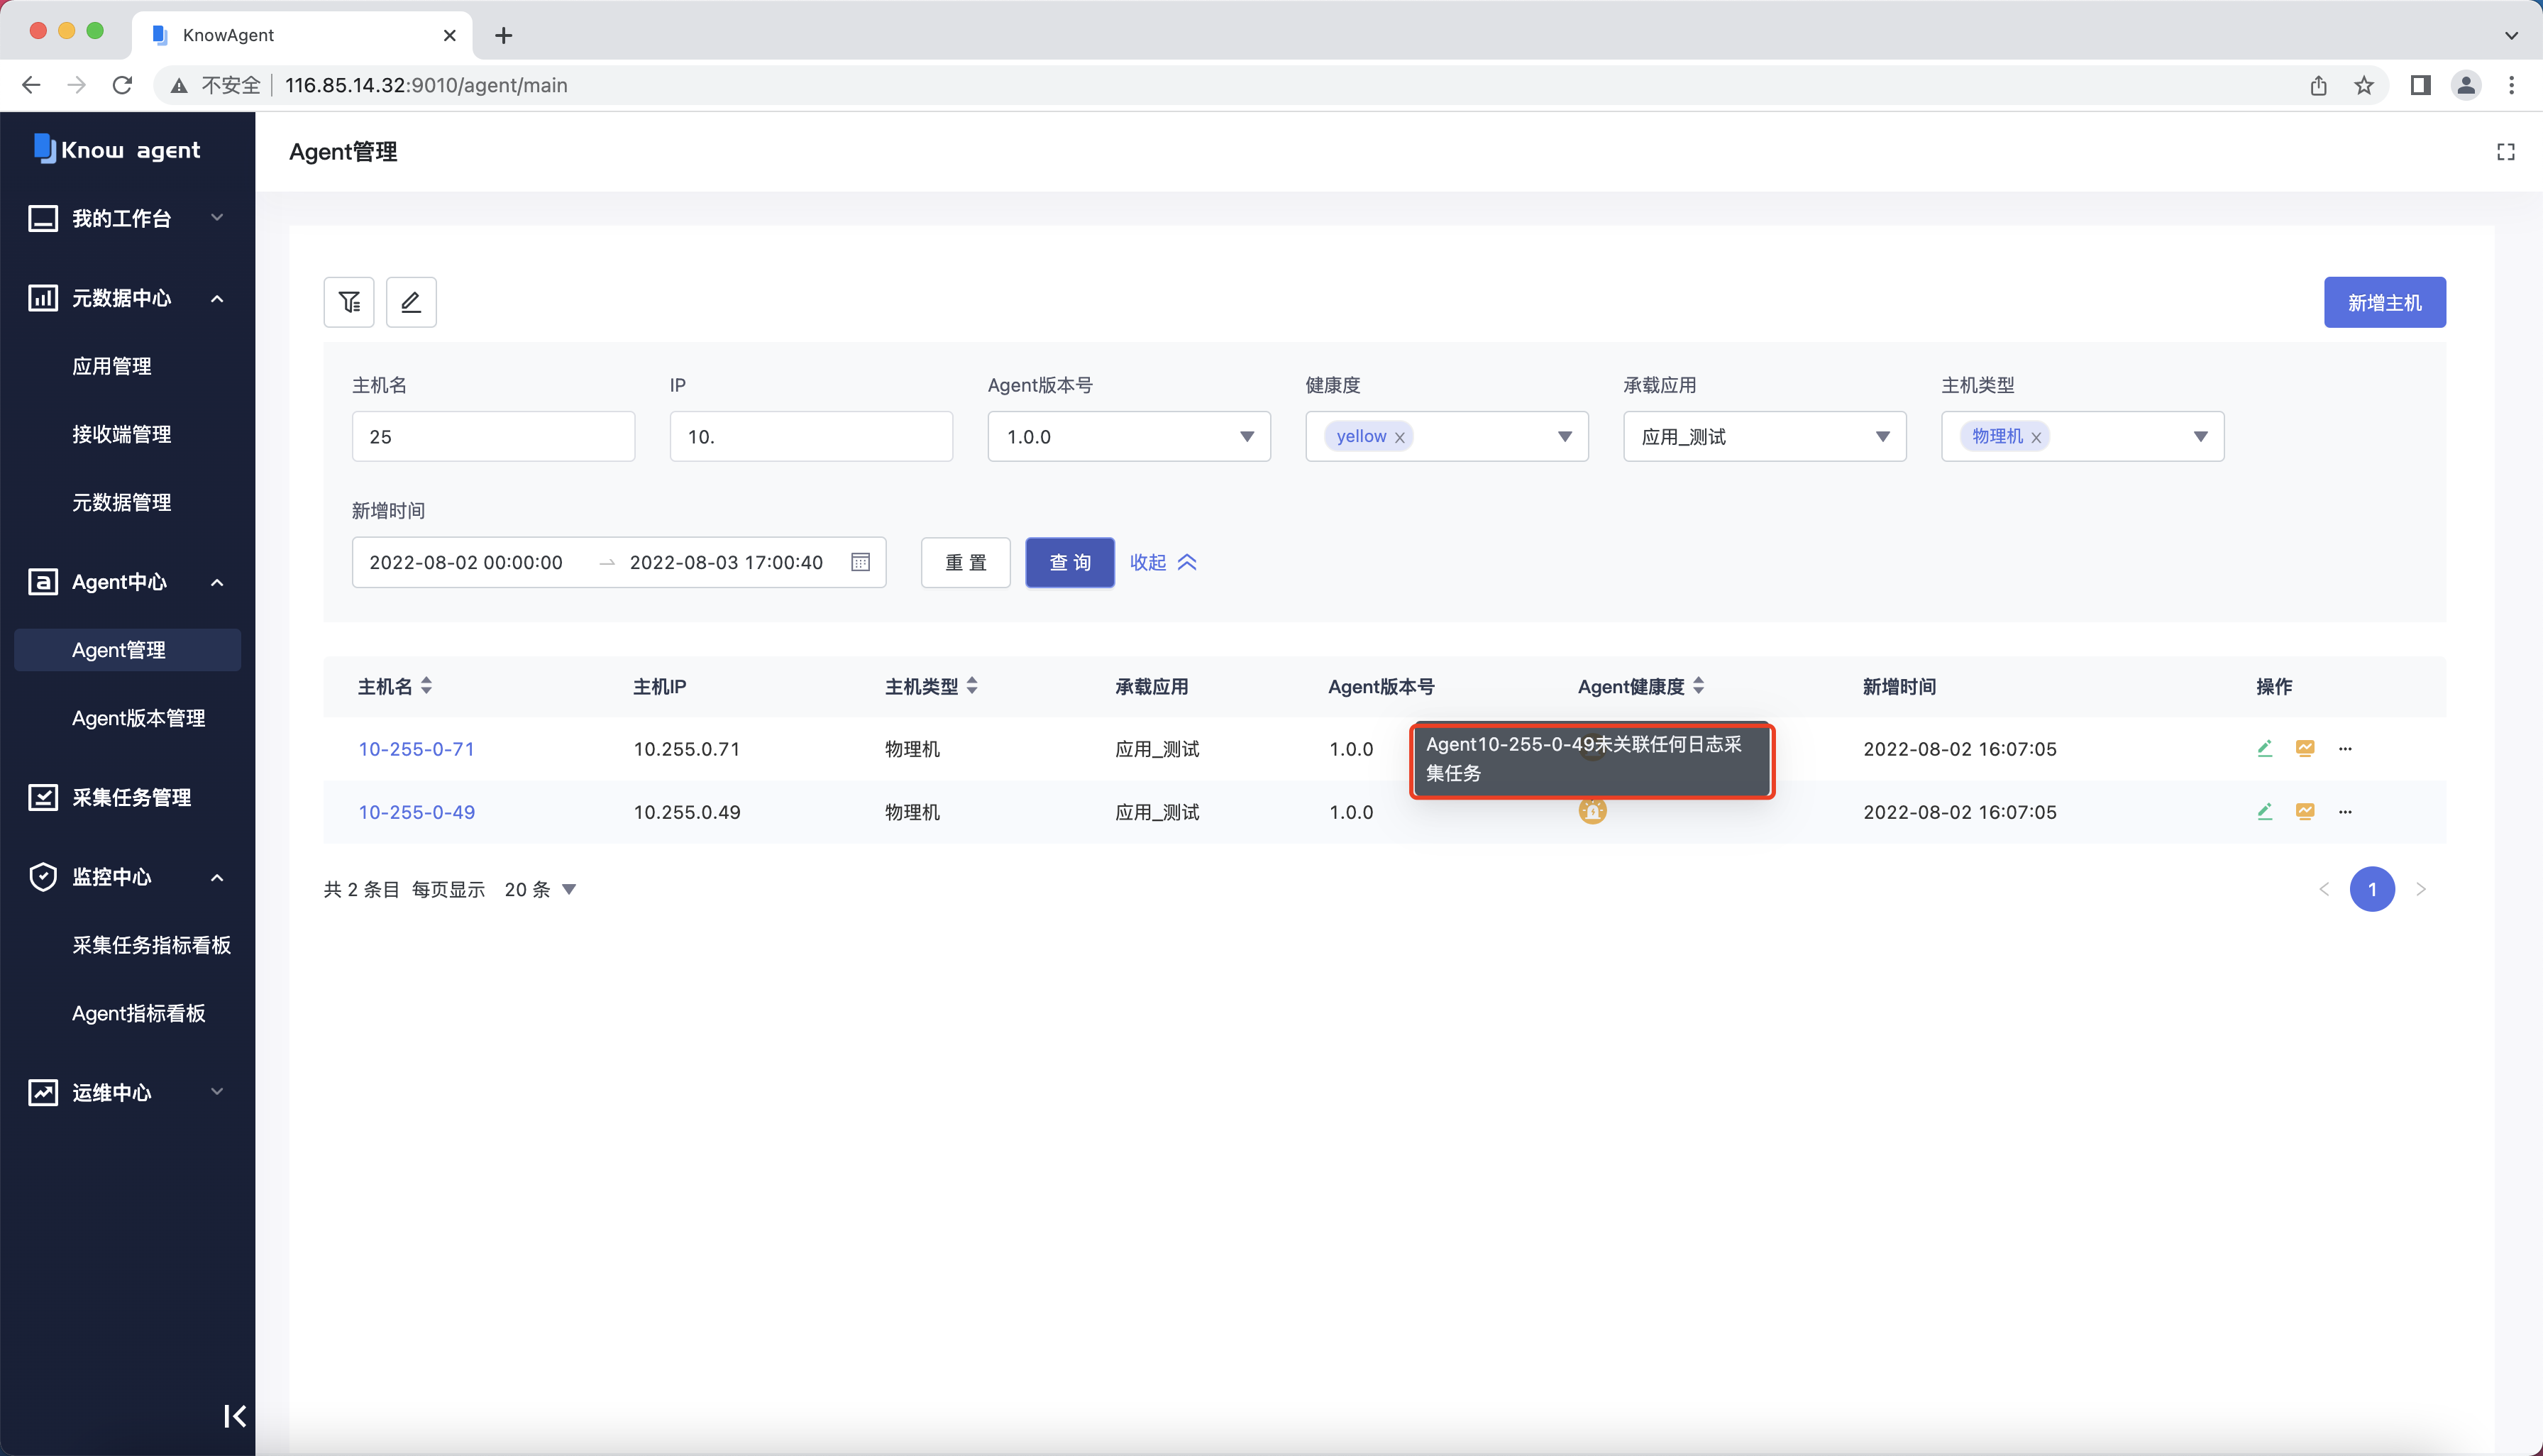 KnowAgent
不安全 116.85.14.32:9010/agent/main
Know agent
Agent管理
我的工作台
元数据中心
应用管理
接收端管理
元数据管理
Agent中心
Agent管理
Agent版本管理
采集任务管理
监控中心
采集任务指标看板
Agent指标看板
运维中心
新增主机
主机名 IP Agent版本号 健康度 承载应用 主机类型
25 10. 1.0.0 yellow 应用_测试 物理机
新增时间
2022-08-02 00:00:00 → 2022-08-03 17:00:40 重 置 查 询 收起
主机名 主机IP 主机类型 承载应用 Agent版本号 Agent健康度 新增时间 操作
10-255-0-71 10.255.0.71 物理机 应用_测试 1.0.0 2022-08-02 16:07:05
Agent10-255-0-49未关联任何日志采
集任务
10-255-0-49 10.255.0.49 物理机 应用_测试 1.0.0 2022-08-02 16:07:05
共 2 条目 每页显示 20 条 1